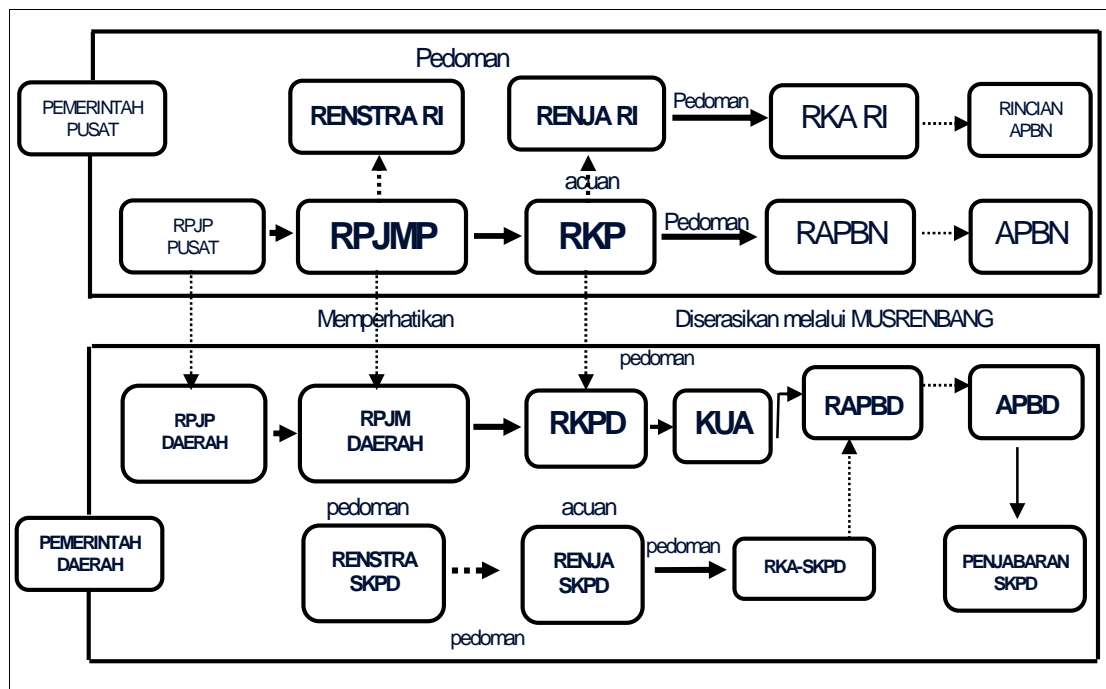 Pedoman
PEMERINTAH
PUSAT
RENSTRA RI
RENJA RI
Pedoman
RKA RI
RINCIAN
APBN
acuan
RPJP
PUSAT
RPJMP
RKP
Pedoman
RAPBN
APBN
Memperhatikan
Diserasikan melalui MUSRENBANG
pedoman
RPJP
DAERAH
RPJM
DAERAH
RKPD
KUA
RAPBD
APBD
pedoman
acuan
PEMERINTAH
DAERAH
RENSTRA
SKPD
RENJA
SKPD
pedoman
RKA-SKPD
PENJABARAN
SKPD
pedoman